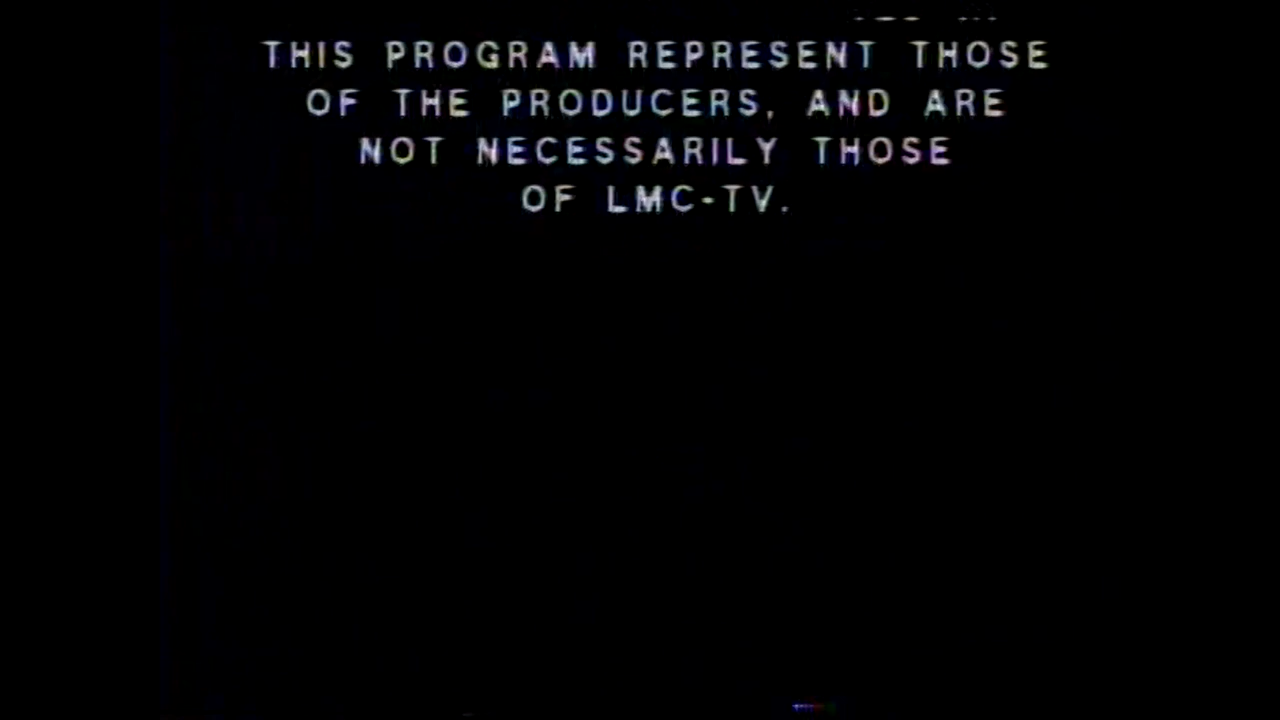 THIS PROGRAM REPRESENT THOSE
OF THE PRODUCERS, AND ARE
NOT NECESSARILY THOSE
OF LMC-TV.